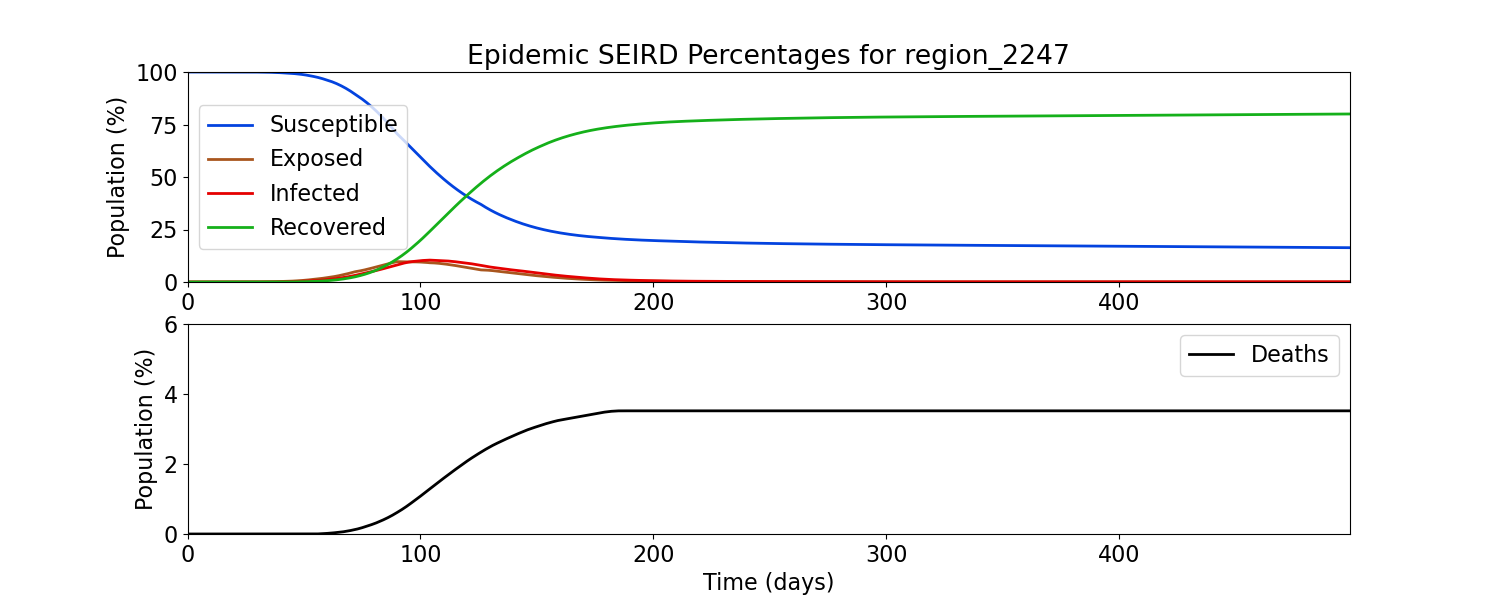 Epidemic SEIRD Percentages for region_2247
Population (%)
100
75
50
25
0
Susceptible
Exposed
Infected
Recovered
0 100 200 300 400
Population (%)
6
4
2
0
Deaths
0 100 200 300 400
Time (days)